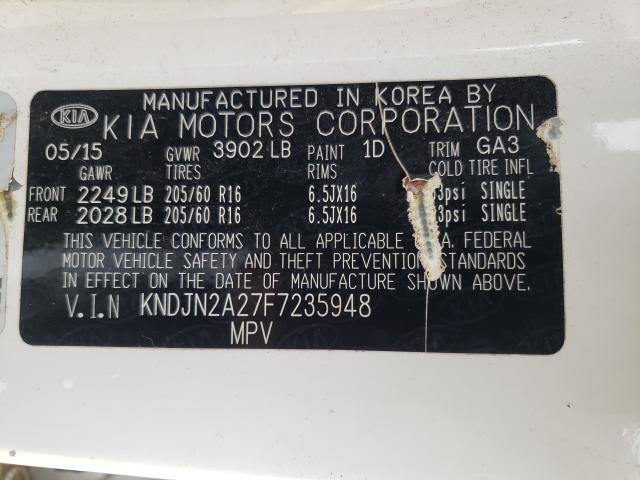 MANUFACTURED IN KOREA BY
KIA KIA MOTORS CORPORATION
05/15 GVWR 3902 LB PAINT 1D TRIM GA3
GAWR TIRES RIMS COLD TIRE INFL
FRONT 2249 LB 205/60 R16 6.5JX16 SINGLE
REAR 2028 LB 205/60 R16 6.5JX16 SINGLE
THIS VEHICLE CONFORMS TO ALL APPLICABLE FEDERAL
MOTOR VEHICLE SAFETY AND THEFT PREVENTION STANDARDS
IN EFFECT ON THE DATE OF MANUFACTURE SHOWN ABOVE.
V.I.N KNDJN2A27F7235948
MPV